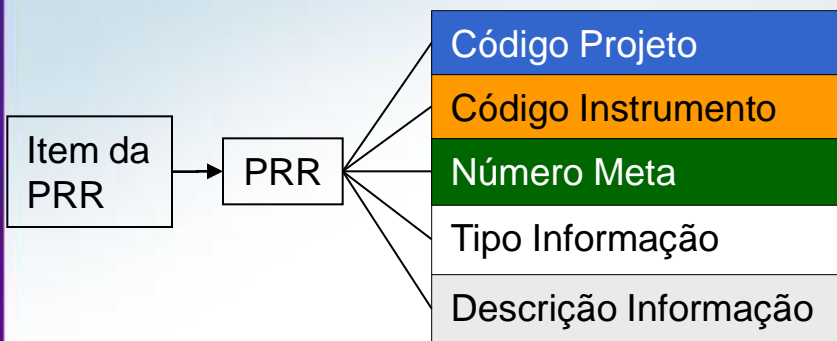 Código Projeto
Código Instrumento
Item da
PRR
PRR
Número Meta
Tipo Informação
Descrição Informação